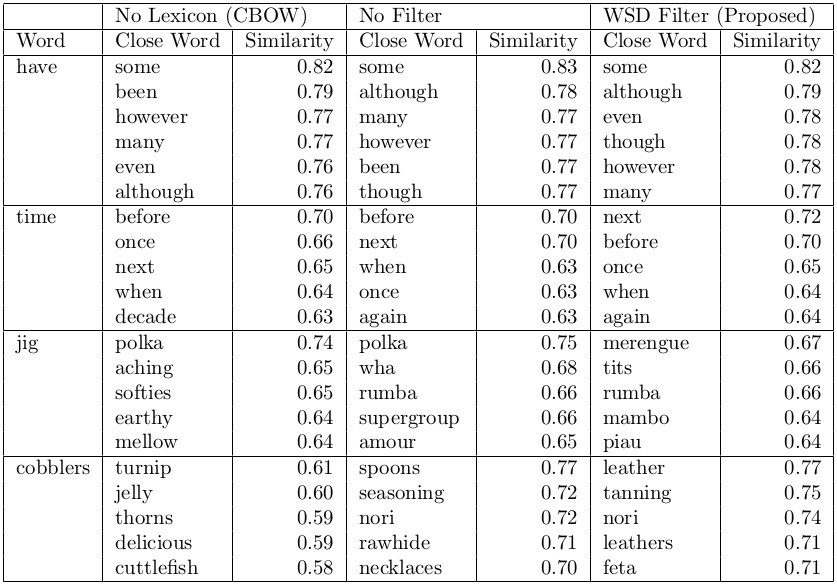 No Lexicon (CBOW) No Filter WSD Filter (Proposed)
Word Close Word Similarity Close Word Similarity Close Word Similarity
have some 0.82 some 0.83 some 0.82
been 0.79 although 0.78 although 0.79
however 0.77 many 0.77 even 0.78
many 0.77 however 0.77 though 0.78
even 0.76 been 0.77 however 0.78
although 0.76 though 0.77 many 0.77
time before 0.70 before 0.70 next 0.72
once 0.66 next 0.70 before 0.70
next 0.65 when 0.63 once 0.65
when 0.64 once 0.63 when 0.64
decade 0.63 again 0.63 again 0.64
jig polka 0.74 polka 0.75 merengue 0.67
aching 0.65 wha 0.68 tits 0.66
softies 0.65 rumba 0.66 rumba 0.66
earthy 0.64 supergroup 0.66 mambo 0.64
mellow 0.64 amour 0.65 piau 0.64
cobblers turnip 0.61 spoons 0.77 leather 0.77
jelly 0.60 seasoning 0.72 tanning 0.75
thorns 0.59 nori 0.72 nori 0.74
delicious 0.59 rawhide 0.71 leathers 0.71
cuttlefish 0.58 necklaces 0.70 feta 0.71